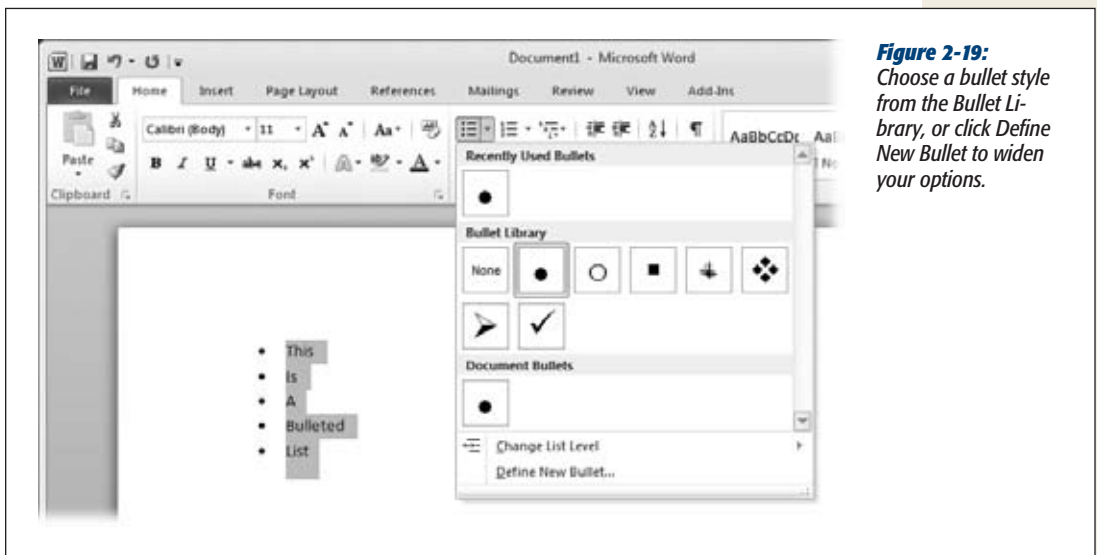 Document1 - Microsoft Word
File Home Insert Page Layout References Mailings Review View Add-Ins
Calibri (Body) 11 A A Aa
AaBbCcDc
Paste B I U abc x, x' A A
Clipboard Font
Recently Used Bullets
Bullet Library
None
Document Bullets
Change List Level
Define New Bullet...
• This
• Is
• A
• Bulleted
• List
Figure 2-19:
Choose a bullet style
from the Bullet Li-
brary, or click Define
New Bullet to widen
your options.